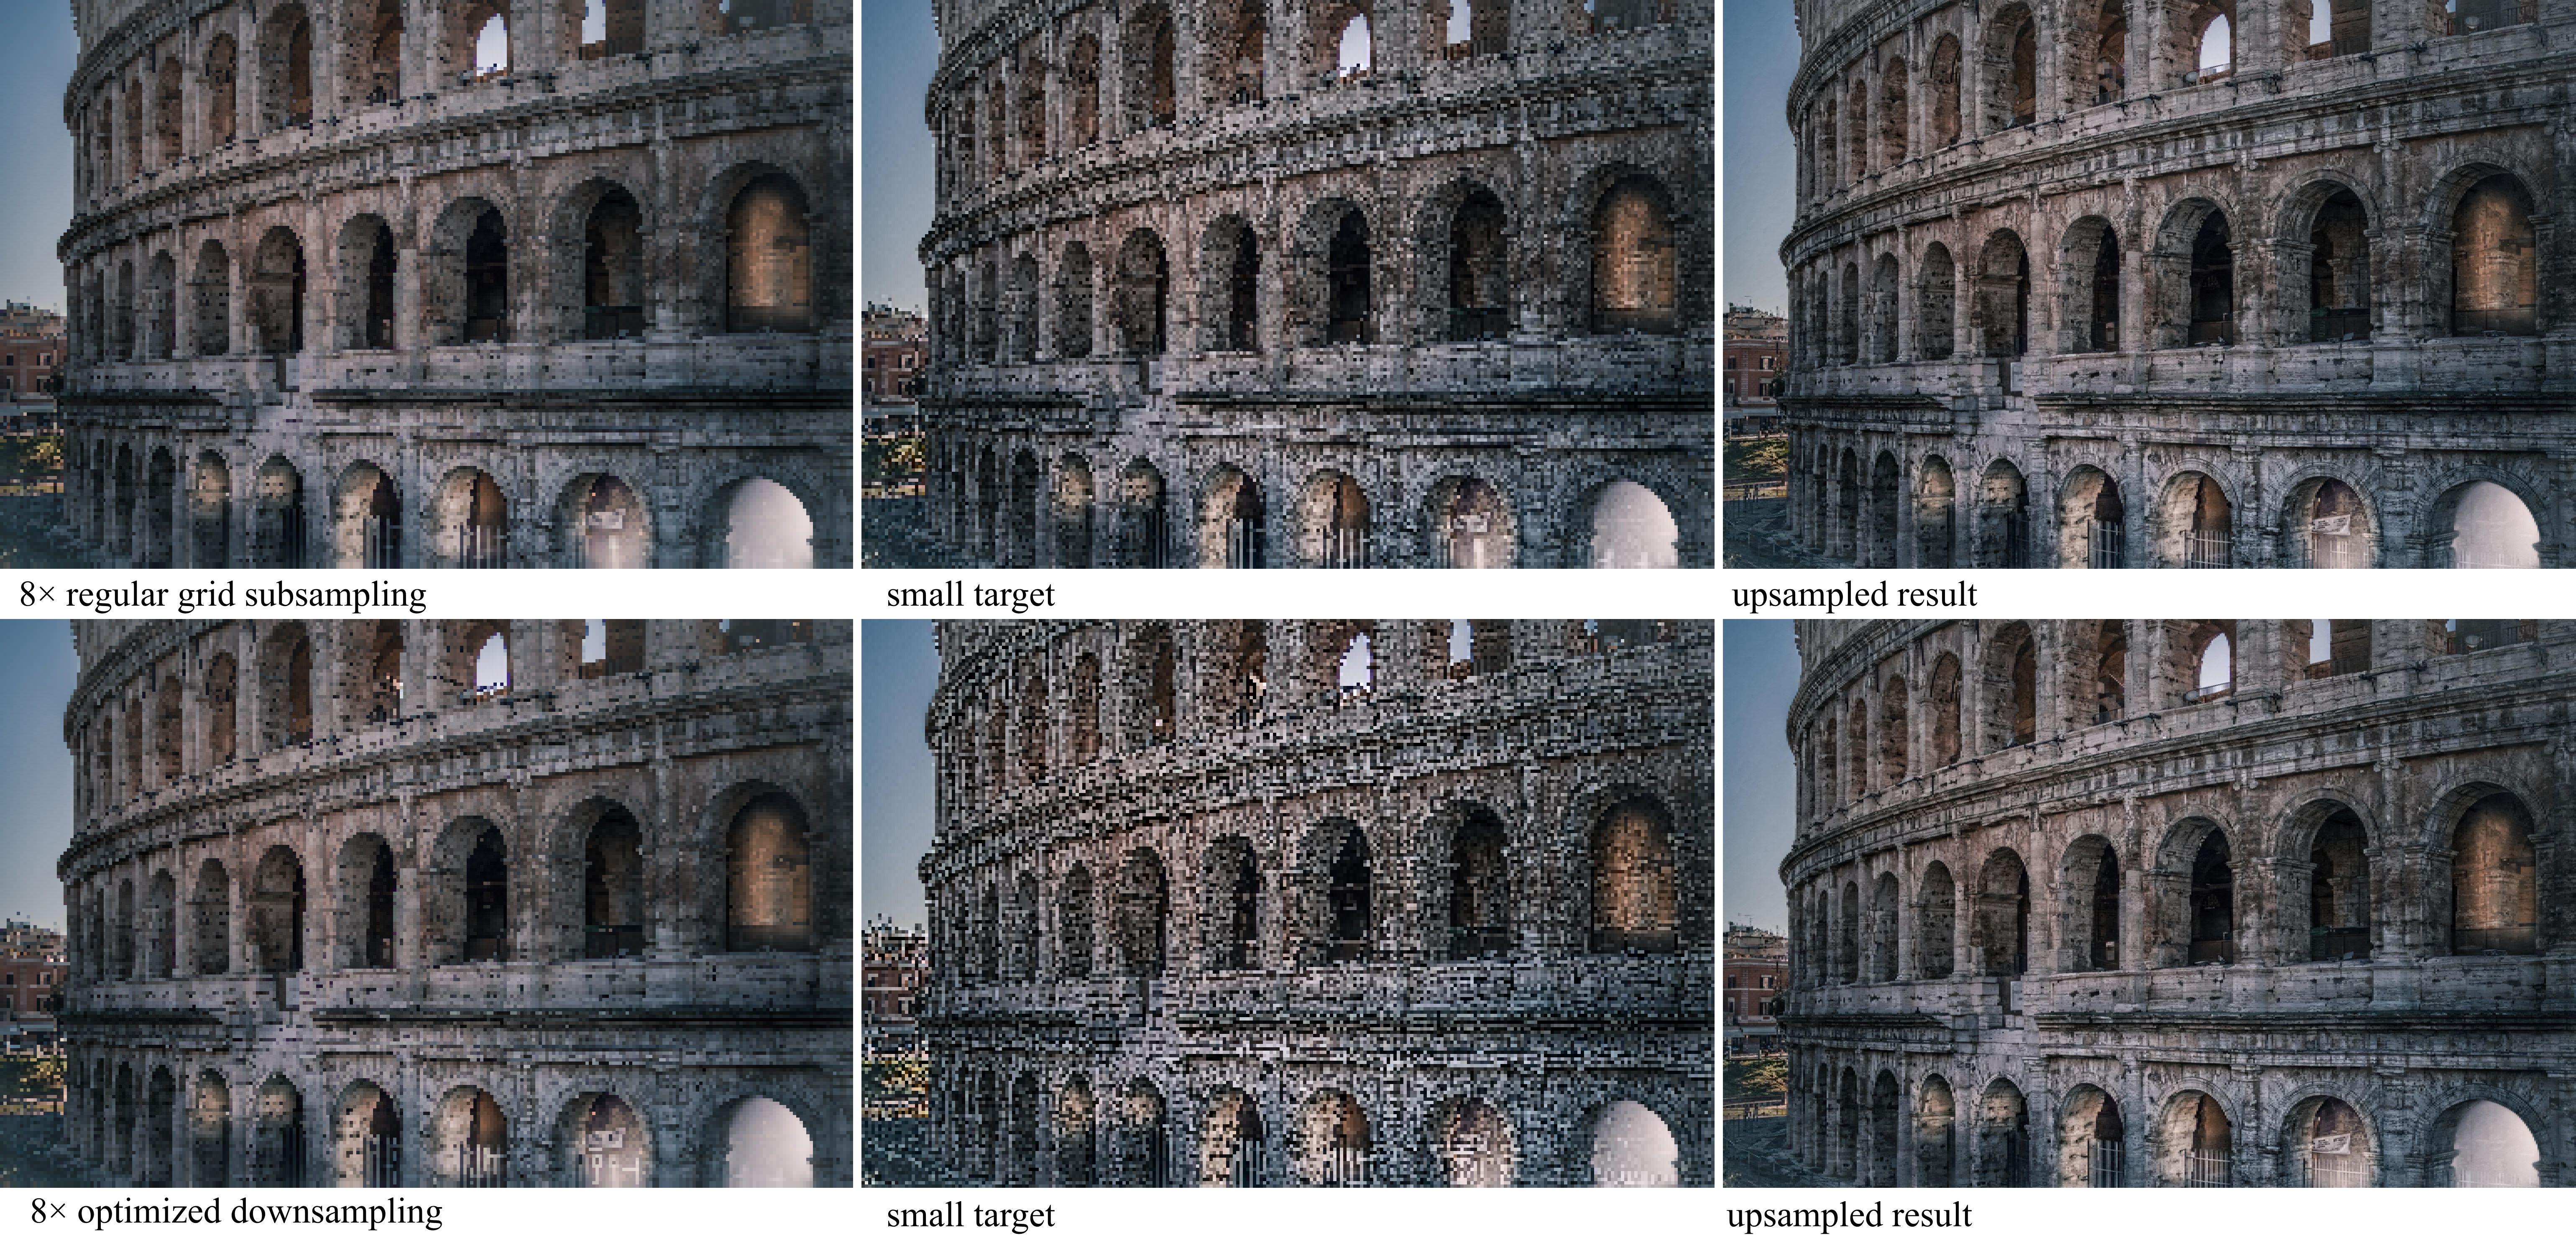 8× regular grid subsampling
small target
upsampled result
8× optimized downsampling
small target
upsampled result